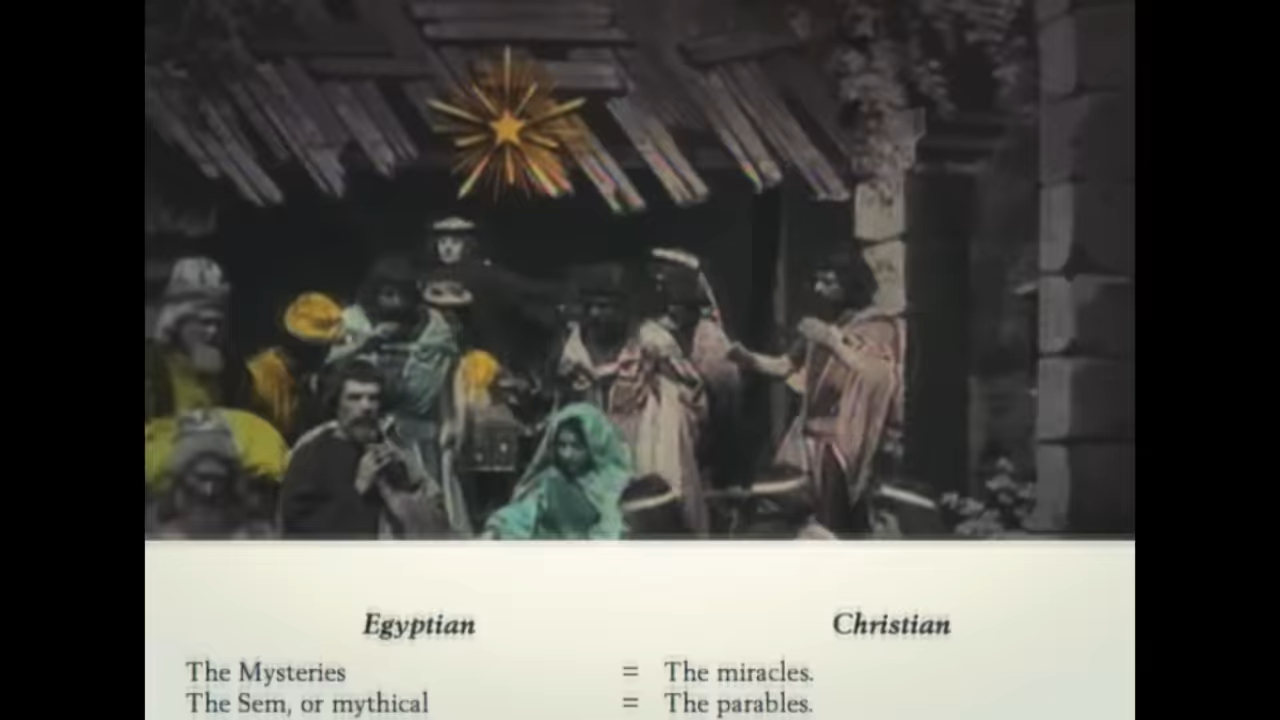 Egyptian Christian
The Mysteries = The miracles.
The Sem, or mythical = The parables.